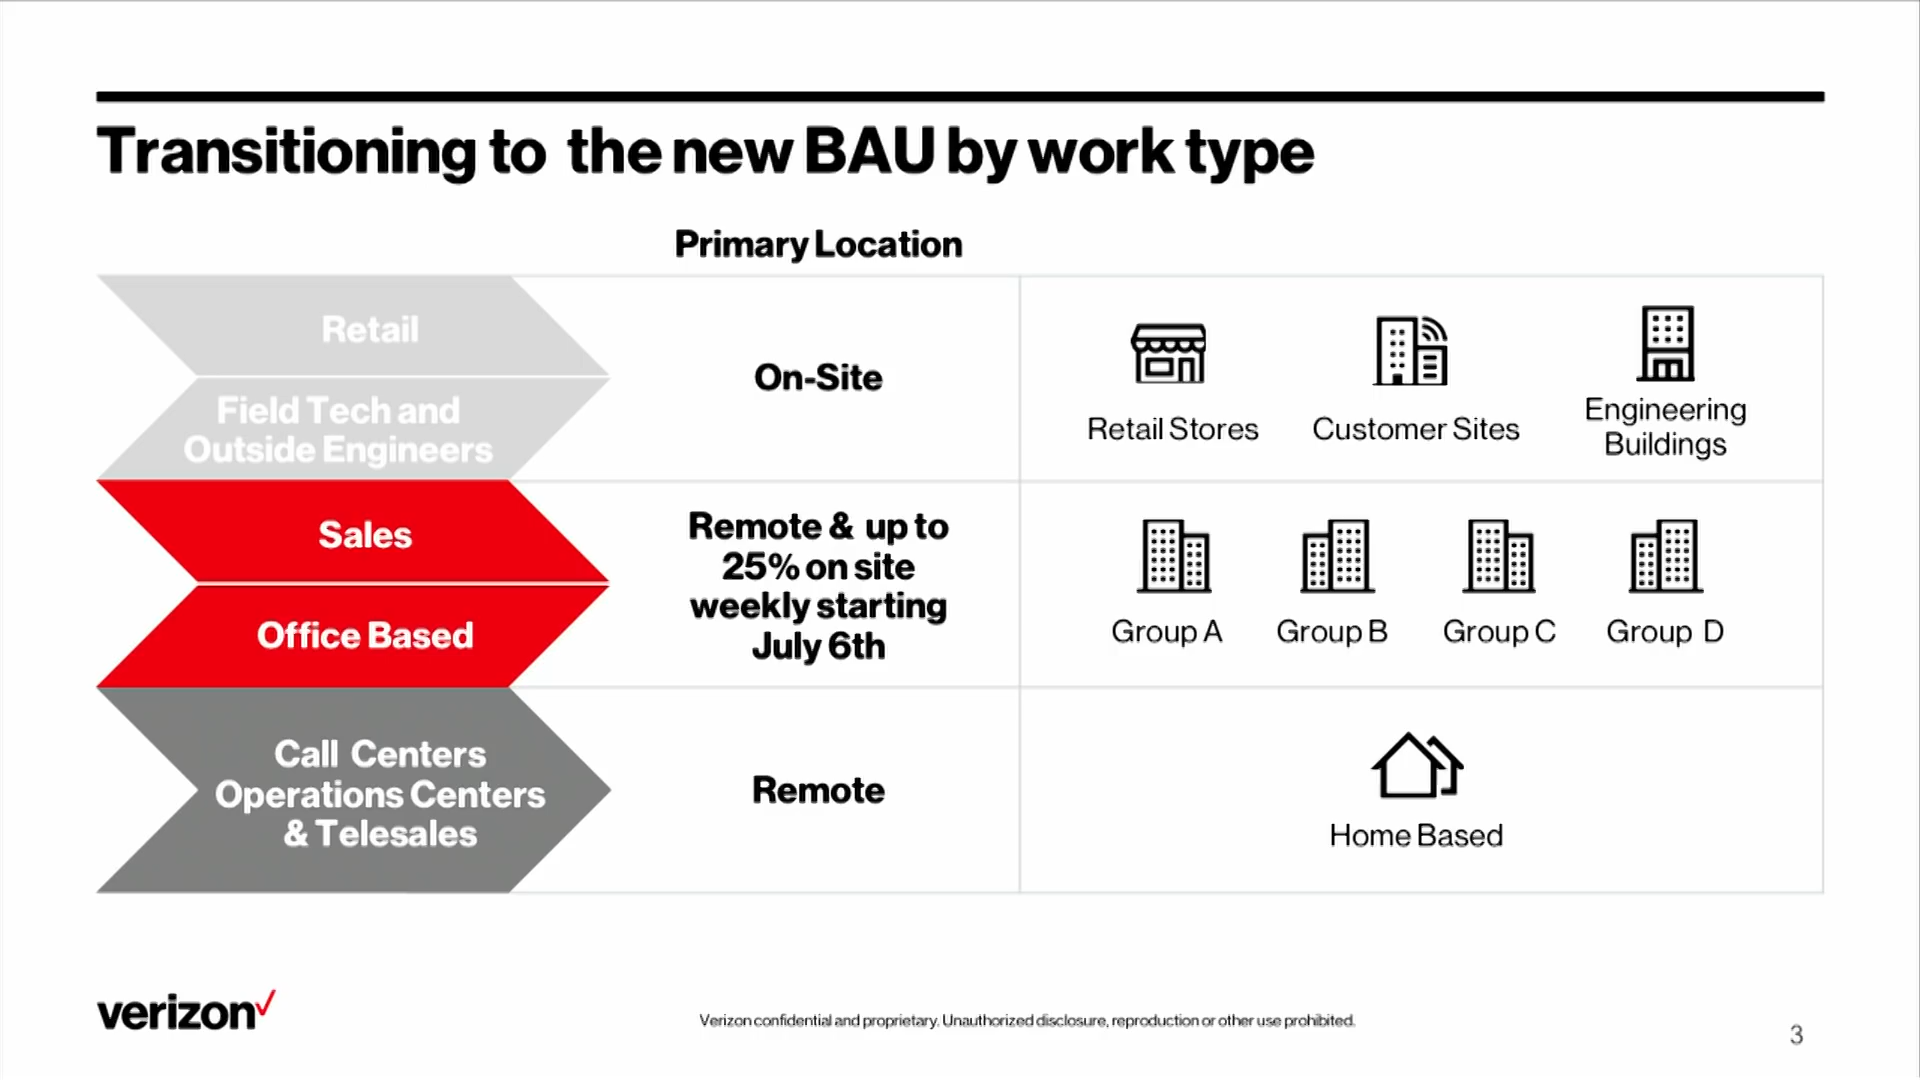 Transitioning to the new BAU by work type
Primary Location
Retail
Field Tech and
Outside Engineers
On-Site
Retail Stores
Customer Sites
Engineering
Buildings
Sales
Office Based
Remote & up to
25% on site
weekly starting
July 6th
Group A
Group B
Group C
Group D
Call Centers
Operations Centers
& Telesales
Remote
Home Based
verizon
Verizon confidential and proprietary. Unauthorized disclosure, reproduction or other use prohibited.
3